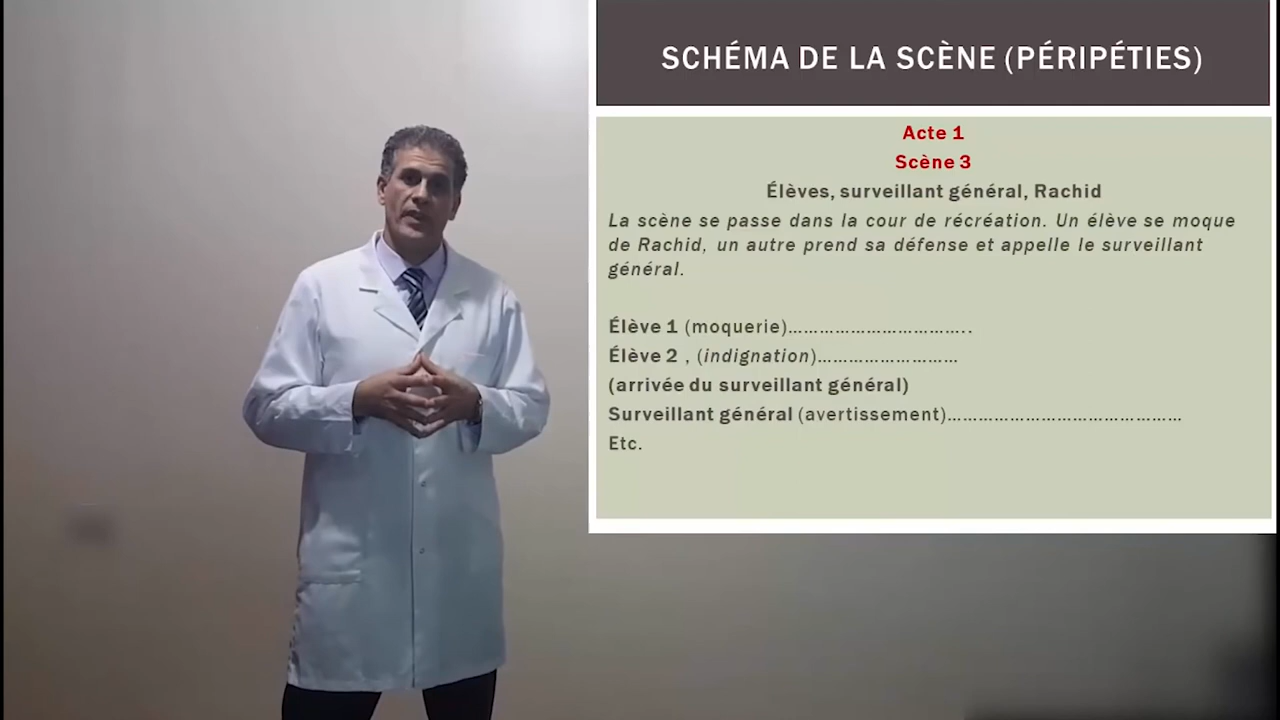 SCHÉMA DE LA SCÈNE (PÉRIPÉTIES)
Acte 1
Scène 3
Élèves, surveillant général, Rachid
La scène se passe dans la cour de récréation. Un élève se moque
de Rachid, un autre prend sa défense et appelle le surveillant
général.
Élève 1 (moquerie)……………………………..
Élève 2 , (indignation)………………………
(arrivée du surveillant général)
Surveillant général (avertissement)………………………………………
Etc.